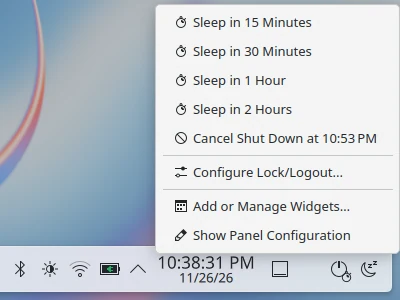 Sleep in 15 Minutes
Sleep in 30 Minutes
Sleep in 1 Hour
Sleep in 2 Hours
Cancel Shut Down at 10:53 PM
Configure Lock/Logout...
Add or Manage Widgets...
Show Panel Configuration
10:38:31 PM
11/26/26